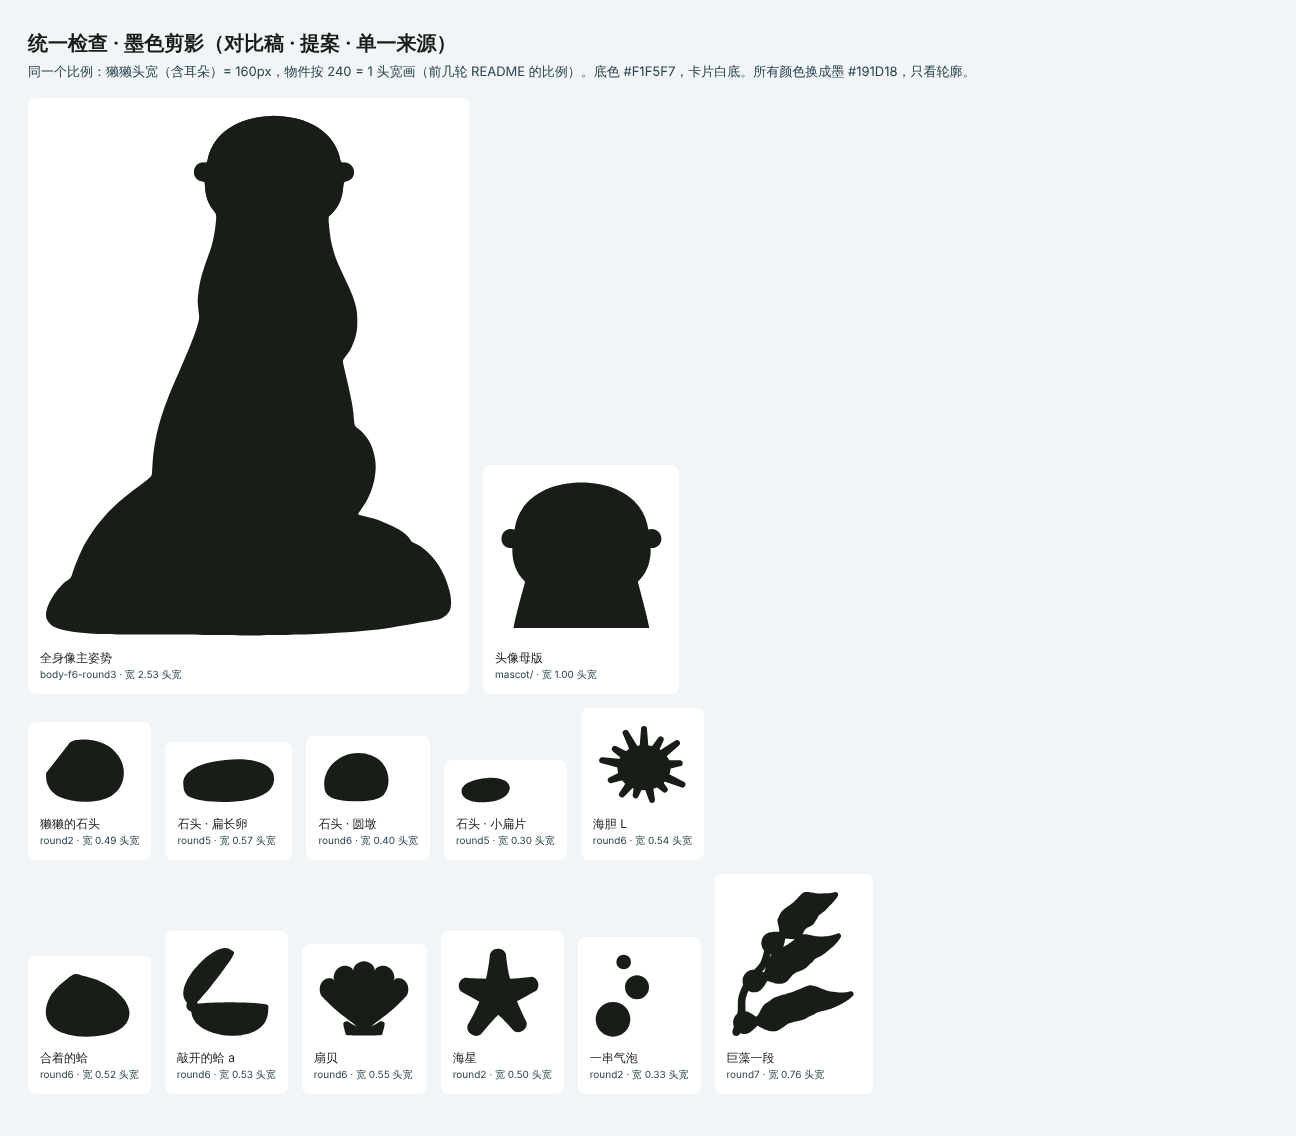 统一检查 · 墨色剪影（对比稿 · 提案 · 单一来源）
同一个比例：獭獭头宽（含耳朵）= 160px，物件按 240 = 1 头宽画（前几轮 README 的比例）。底色 #F1F5F7，卡片白底。所有颜色换成墨 #191D18，只看轮廓。
全身像主姿势
body-f6-round3 · 宽 2.53 头宽
头像母版
mascot/ · 宽 1.00 头宽
獭獭的石头
round2 · 宽 0.49 头宽
石头 · 扁长卵
round5 · 宽 0.57 头宽
石头 · 圆墩
round6 · 宽 0.40 头宽
石头 · 小扁片
round5 · 宽 0.30 头宽
海胆 L
round6 · 宽 0.54 头宽
合着的蛤
round6 · 宽 0.52 头宽
敲开的蛤 a
round6 · 宽 0.53 头宽
扇贝
round6 · 宽 0.55 头宽
海星
round2 · 宽 0.50 头宽
一串气泡
round2 · 宽 0.33 头宽
巨藻一段
round7 · 宽 0.76 头宽